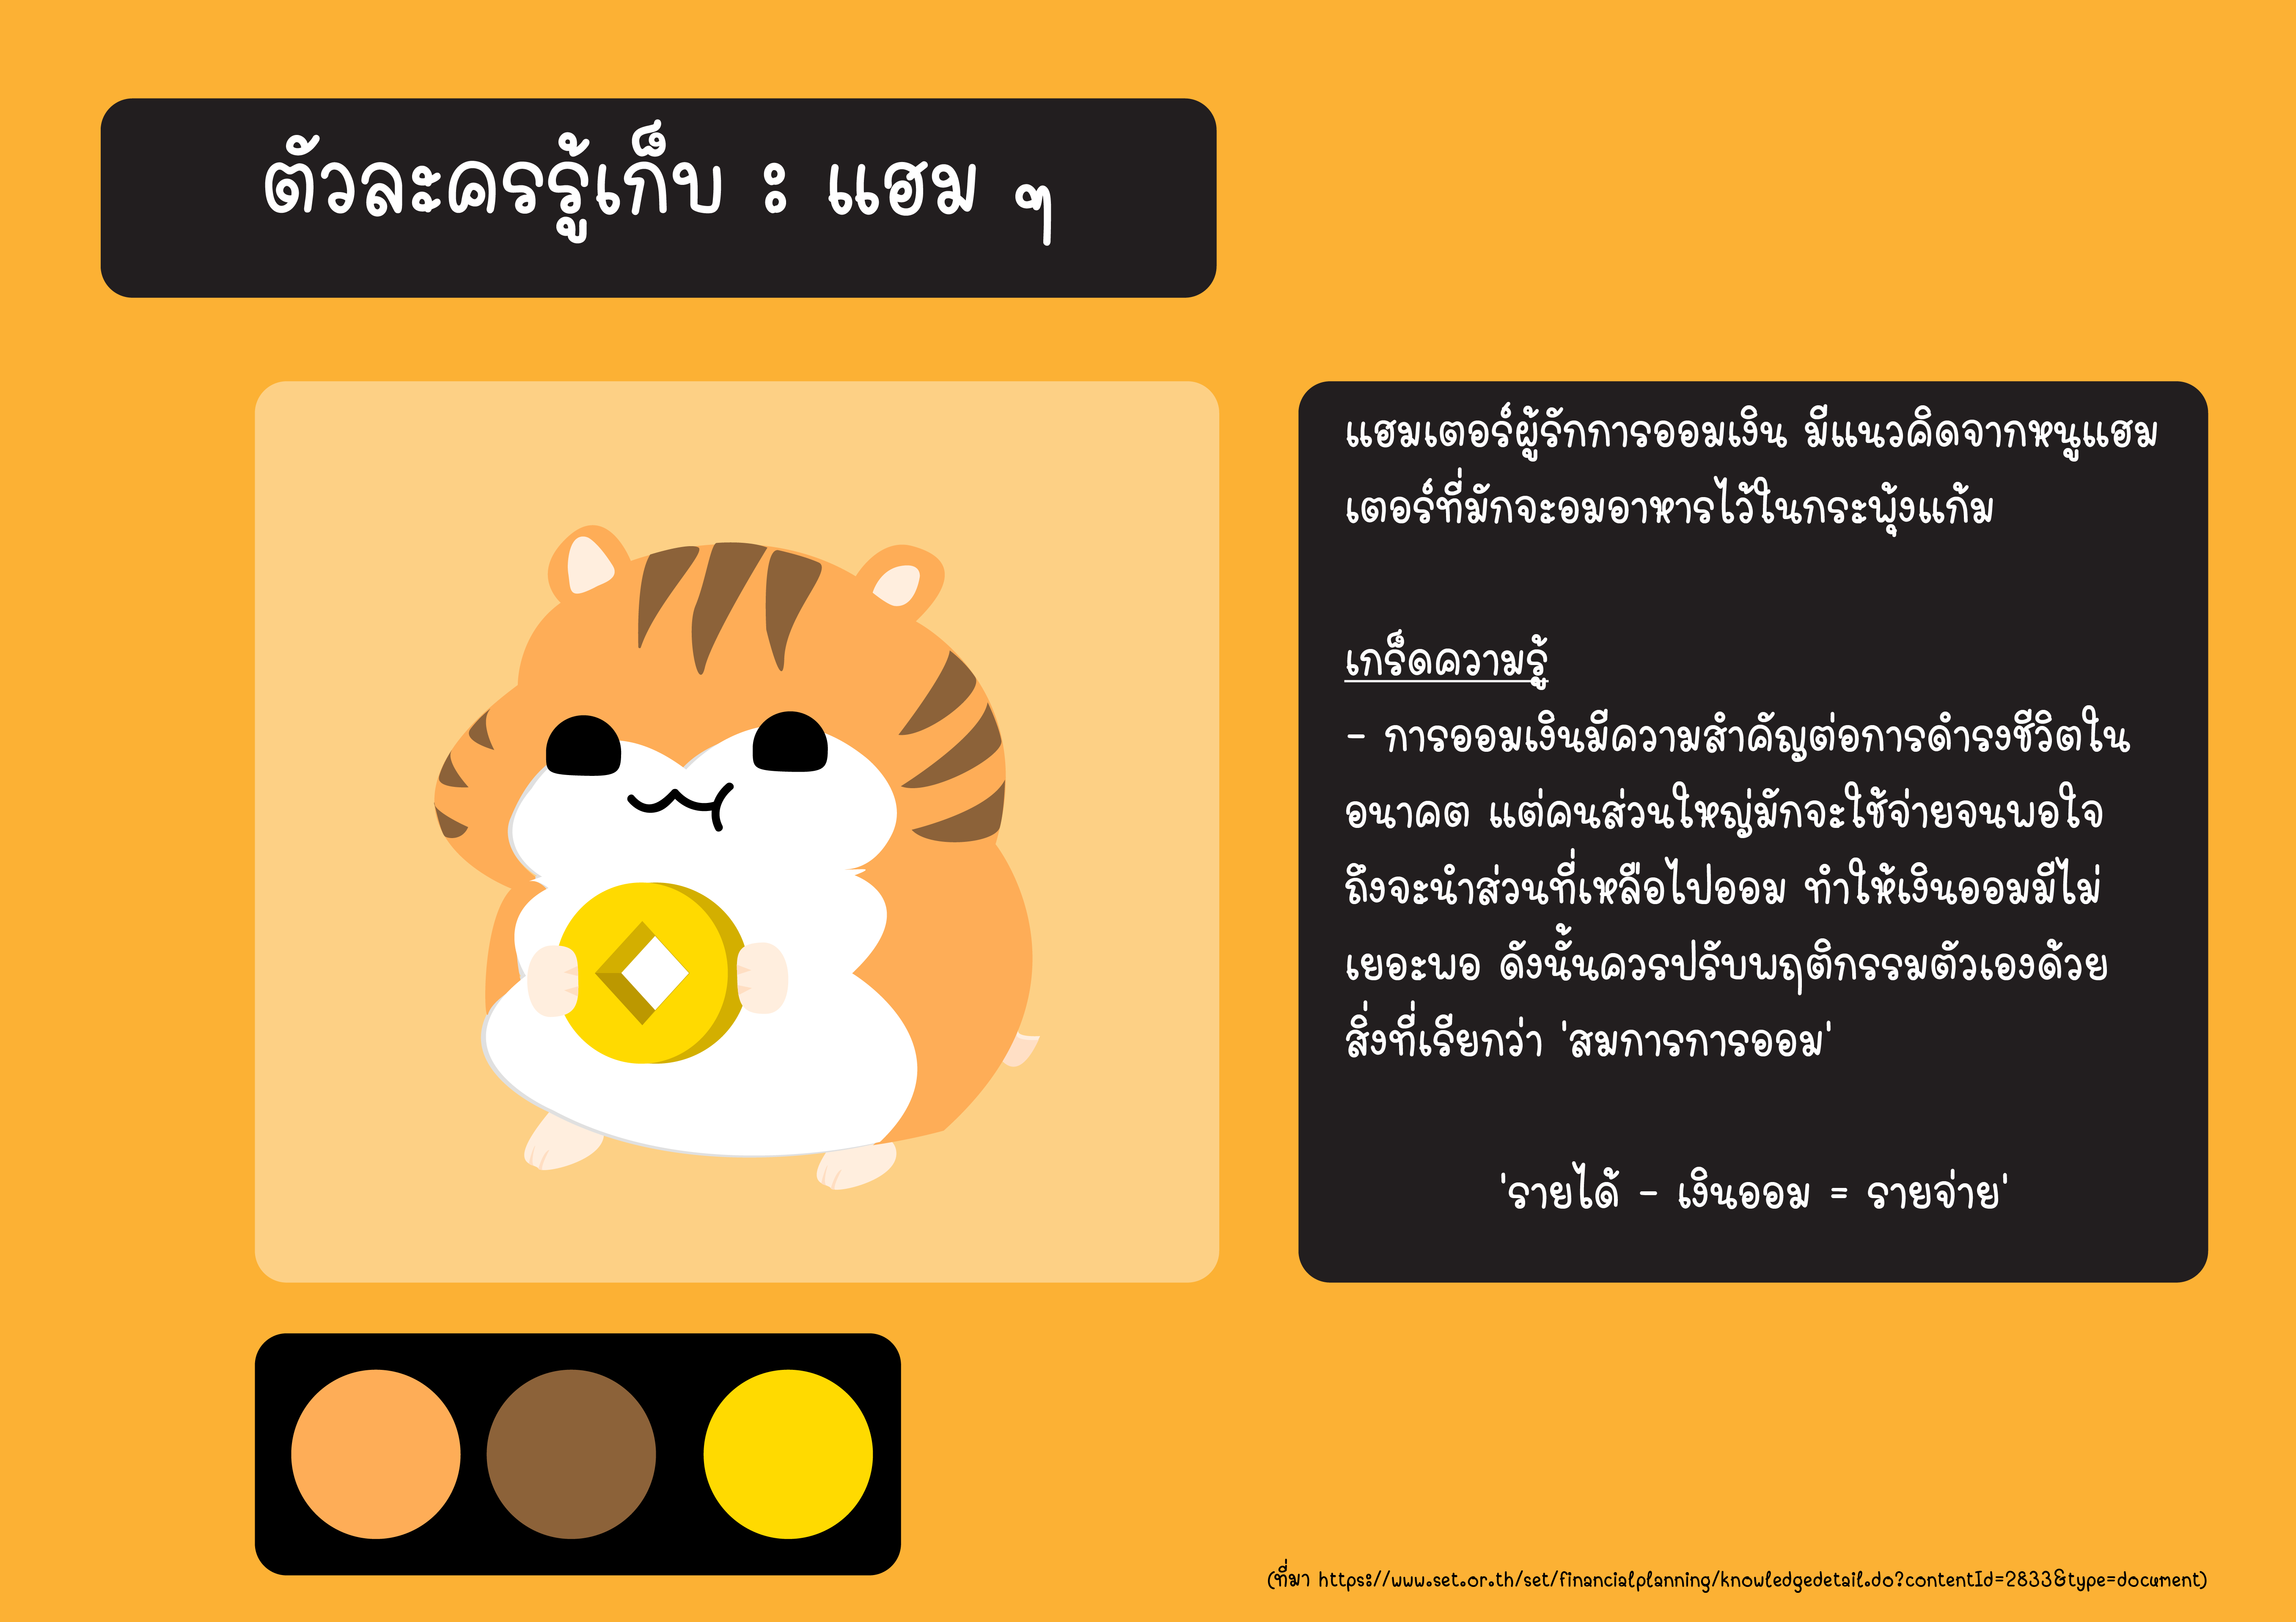 ตัวละครรู้เก็บ : แฮม ๆ
แฮมเตอร์ผู้รักการออมเงิน มีแนวคิดจากหนูแฮม
เตอร์ที่มักจะอมอาหารไว้ในกระพุ้งแก้ม
เกร็ดความรู้
- การออมเงินมีความสำคัญต่อการดำรงชีวิตใน
อนาคต แต่คนส่วนใหญ่มักจะใช้จ่ายจนพอใจ
ถึงจะนำส่วนที่เหลือไปออม ทำให้เงินออมมีไม่
เยอะพอ ดังนั้นควรปรับพฤติกรรมตัวเองด้วย
สิ่งที่เรียกว่า 'สมการการออม'
'รายได้ - เงินออม = รายจ่าย'
(ที่มา https://www.set.or.th/set/financialplanning/knowledgedetail.do?contentId=2833&type=document)